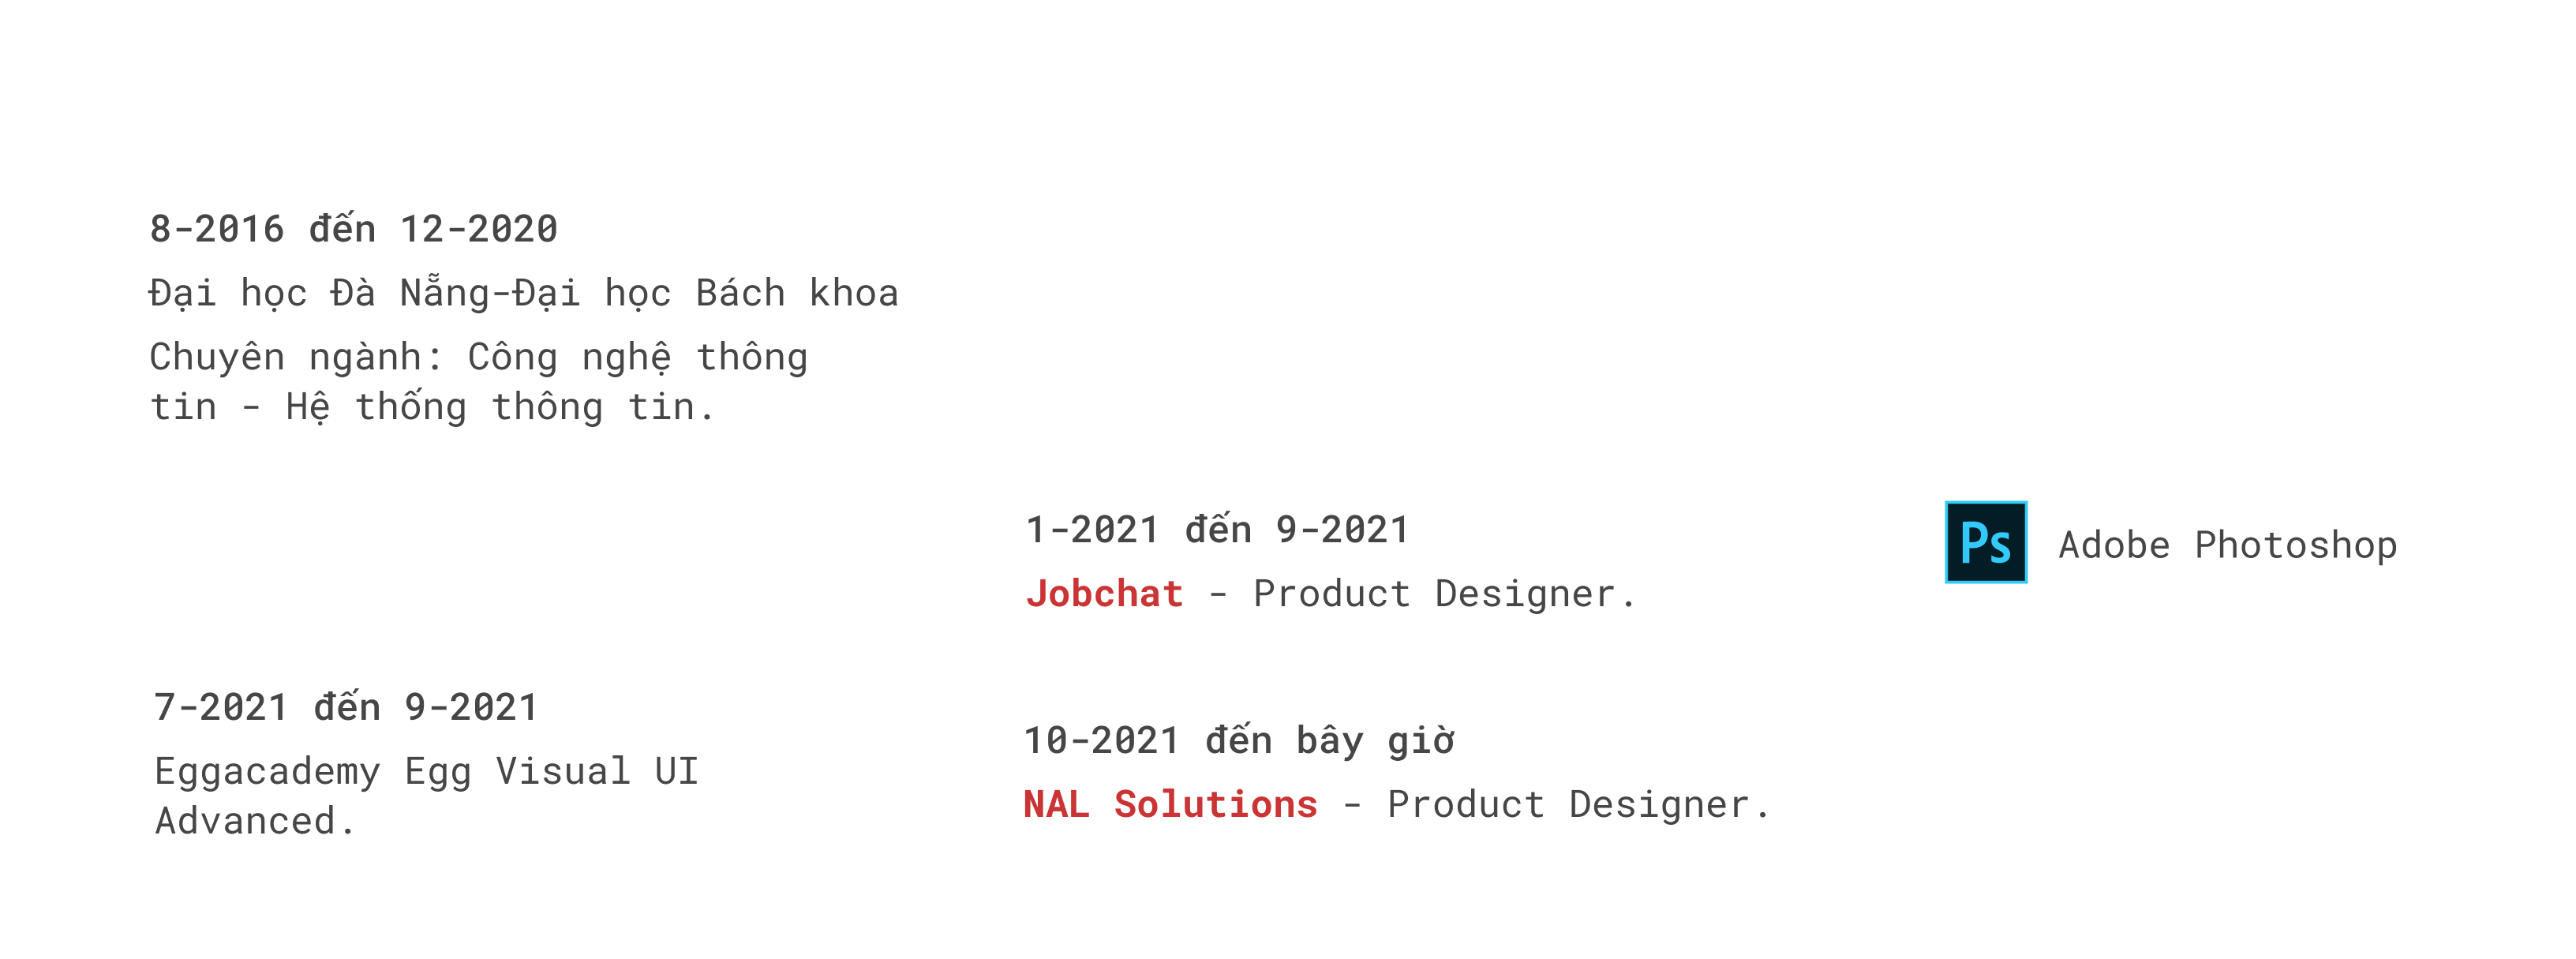 8-2016 đến 12-2020
Đại học Đà Nẵng-Đại học Bách khoa
Chuyên ngành: Công nghệ thông
tin - Hệ thống thông tin.
7-2021 đến 9-2021
Eggacademy Egg Visual UI
Advanced.
1-2021 đến 9-2021
Jobchat - Product Designer.
10-2021 đến bây giờ
NAL Solutions - Product Designer.
Ps Adobe Photoshop